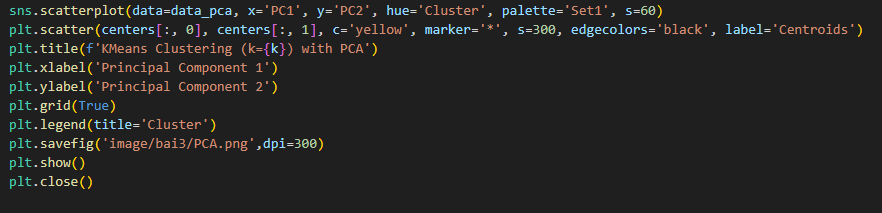 sns.scatterplot(data=data_pca, x='PC1', y='PC2', hue='Cluster', palette='Set1', s=60)
plt.scatter(centers[:, 0], centers[:, 1], c='yellow', marker='*', s=300, edgecolors='black', label='Centroids')
plt.title(f'KMeans Clustering (k={k}) with PCA')
plt.xlabel('Principal Component 1')
plt.ylabel('Principal Component 2')
plt.grid(True)
plt.legend(title='Cluster')
plt.savefig('image/bai3/PCA.png',dpi=300)
plt.show()
plt.close()